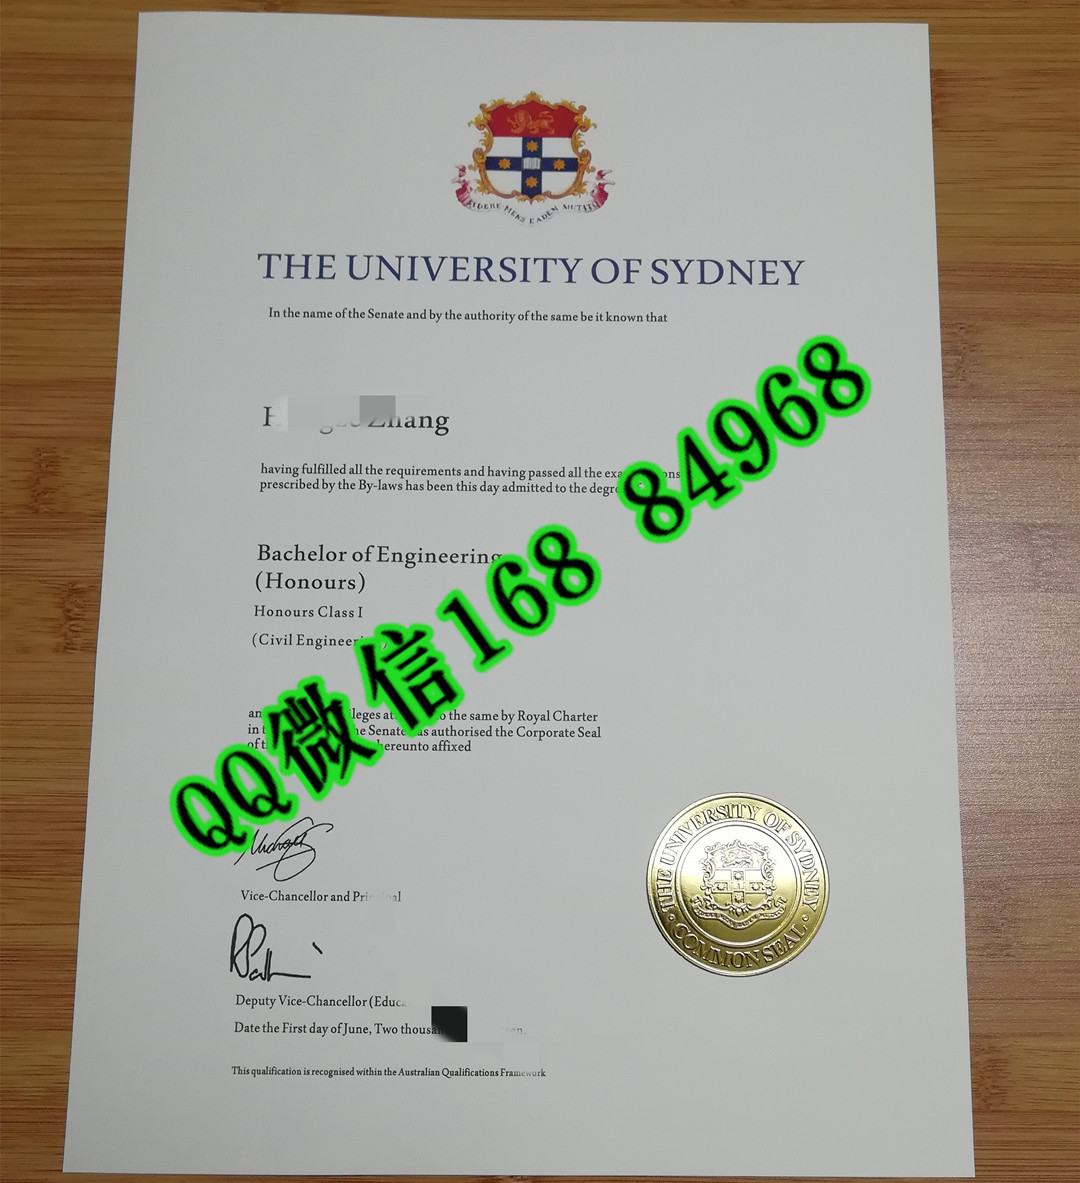 SIDERE MENS EADEM MUTATO
THE UNIVERSITY OF SYDNEY
In the name of the Senate and by the authority of the same be it known that
Zhang
having fulfilled all the requirements and having passed all the
prescribed by the By-laws has been this day admitted to the
Bachelor of Engineering
(Honours)
Honours Class I
(Civil
the same by Royal Charter
Senate authorised the Corporate Seal
hereunto affixed
QQ微信168 84968
Vice-Chancellor and
Deputy Vice-Chancellor
Date the First day of June, Two
This qualification is recognised within the Australian Qualifications Framework
THE UNIVERSITY OF SYDNEY
COMMON SEAL